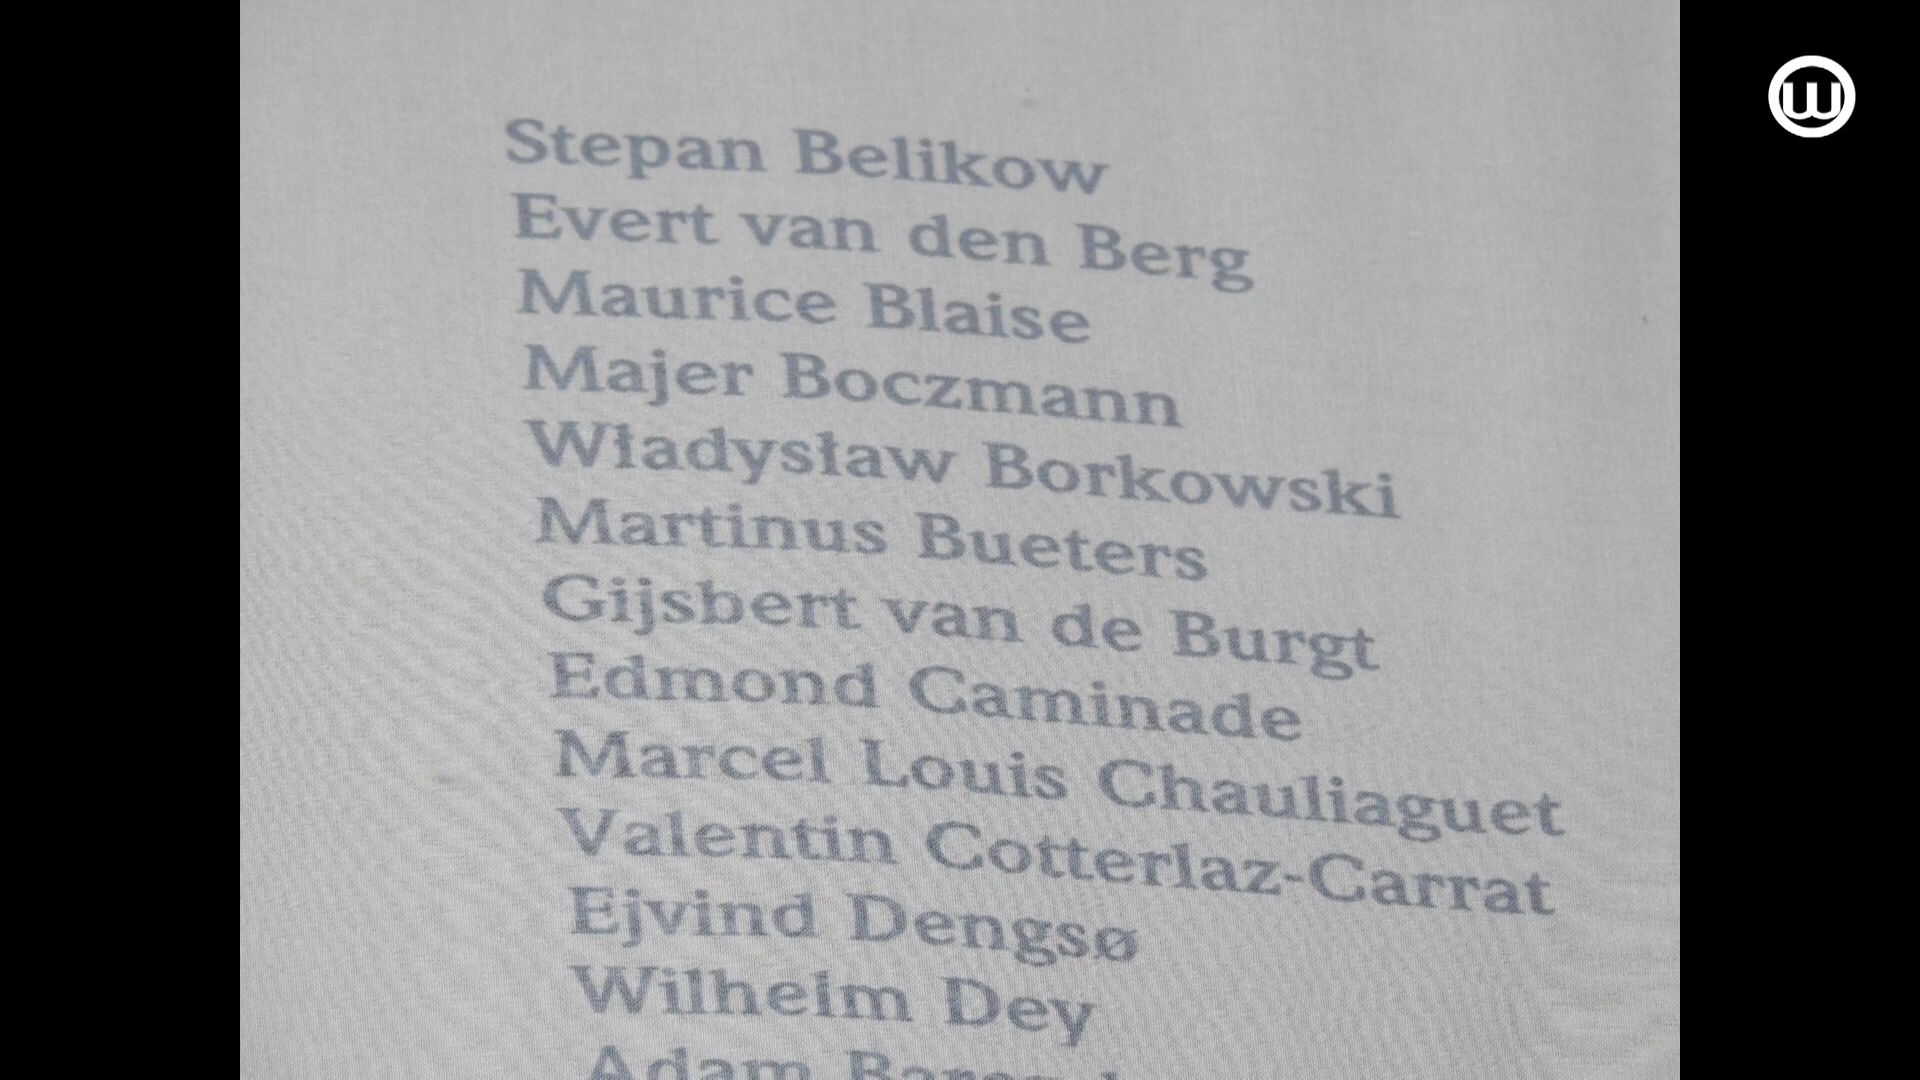 Stepan Belikow
Evert van den Berg
Maurice Blaise
Majer Boczmann
Władysław Borkowski
Martinus Bueters
Gijsbert van de Burgt
Edmond Caminade
Marcel Louis Chauliaguet
Valentin Cotterlaz-Carrat
Ejvind Dengsø
Wilhelm Dey
Adam
W